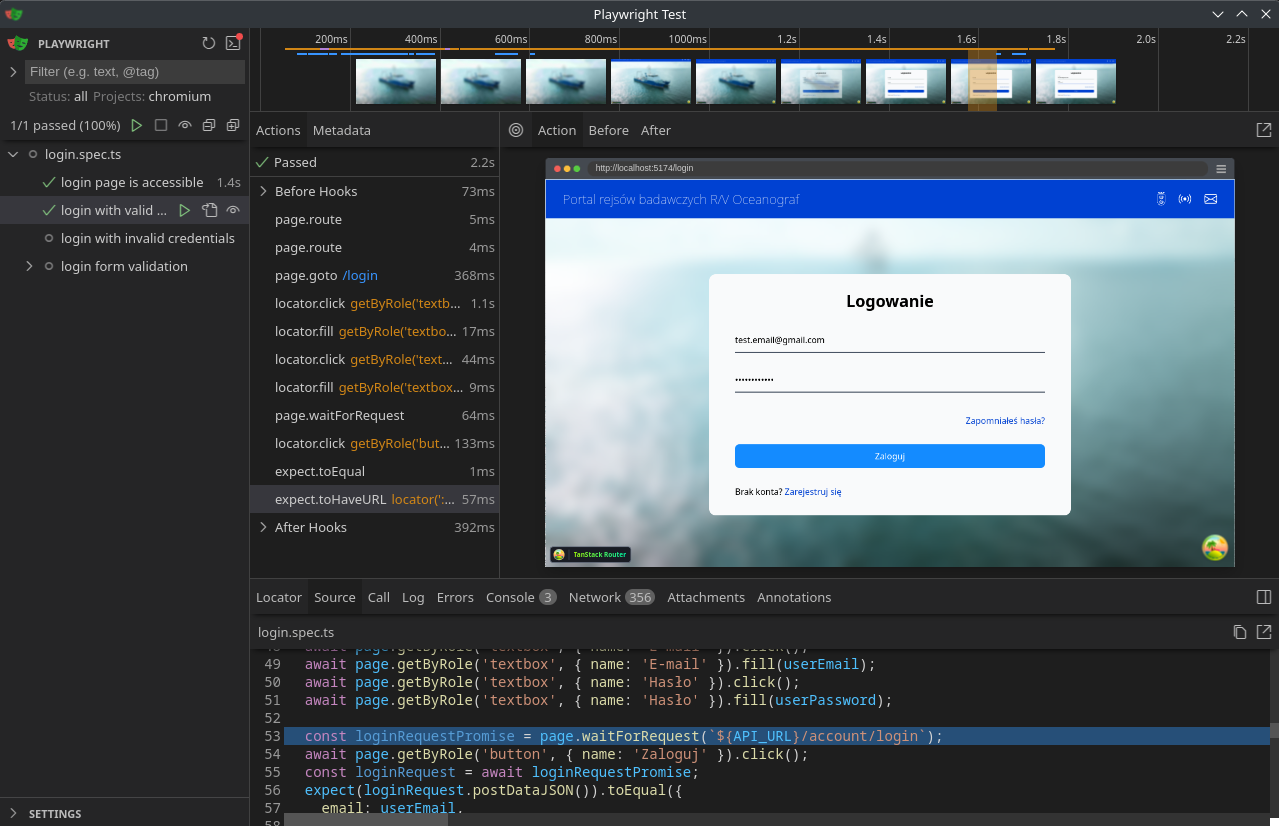 Playwright Test
PLAYWRIGHT
Filter (e.g. text, @tag)
Status: all Projects: chromium
1/1 passed (100%)
login.spec.ts
login page is accessible 1.4s
login with valid ...
login with invalid credentials
login form validation
SETTINGS
200ms 400ms 600ms 800ms 1000ms 1.2s 1.4s 1.6s 1.8s 2.0s 2.2s
Actions Metadata
Passed 2.2s
Before Hooks 73ms
page.route 5ms
page.route 4ms
page.goto /login 368ms
locator.click getByRole('textb... 1.1s
locator.fill getByRole('textbo... 17ms
locator.click getByRole('text... 44ms
locator.fill getByRole('textbox... 9ms
page.waitForRequest 64ms
locator.click getByRole('but... 133ms
expect.toEqual 1ms
expect.toHaveURL locator(':... 57ms
After Hooks 392ms
Action Before After
http://localhost:5174/login
Portal rejsów badawczych R/V Oceanograf
Logowanie
test.email@gmail.com
••••••••••••
Zapomniałeś hasła?
Zaloguj
Brak konta? Zarejestruj się
TanStack Router
Locator Source Call Log Errors Console 3 Network 356 Attachments Annotations
login.spec.ts
49 await page.getByRole('textbox', { name: 'E-mail' }).fill(userEmail);
50 await page.getByRole('textbox', { name: 'Hasło' }).click();
51 await page.getByRole('textbox', { name: 'Hasło' }).fill(userPassword);
52
53 const loginRequestPromise = page.waitForRequest(`${API_URL}/account/login`);
54 await page.getByRole('button', { name: 'Zaloguj' }).click();
55 const loginRequest = await loginRequestPromise;
56 expect(loginRequest.postDataJSON()).toEqual({
57 email: userEmail,
58